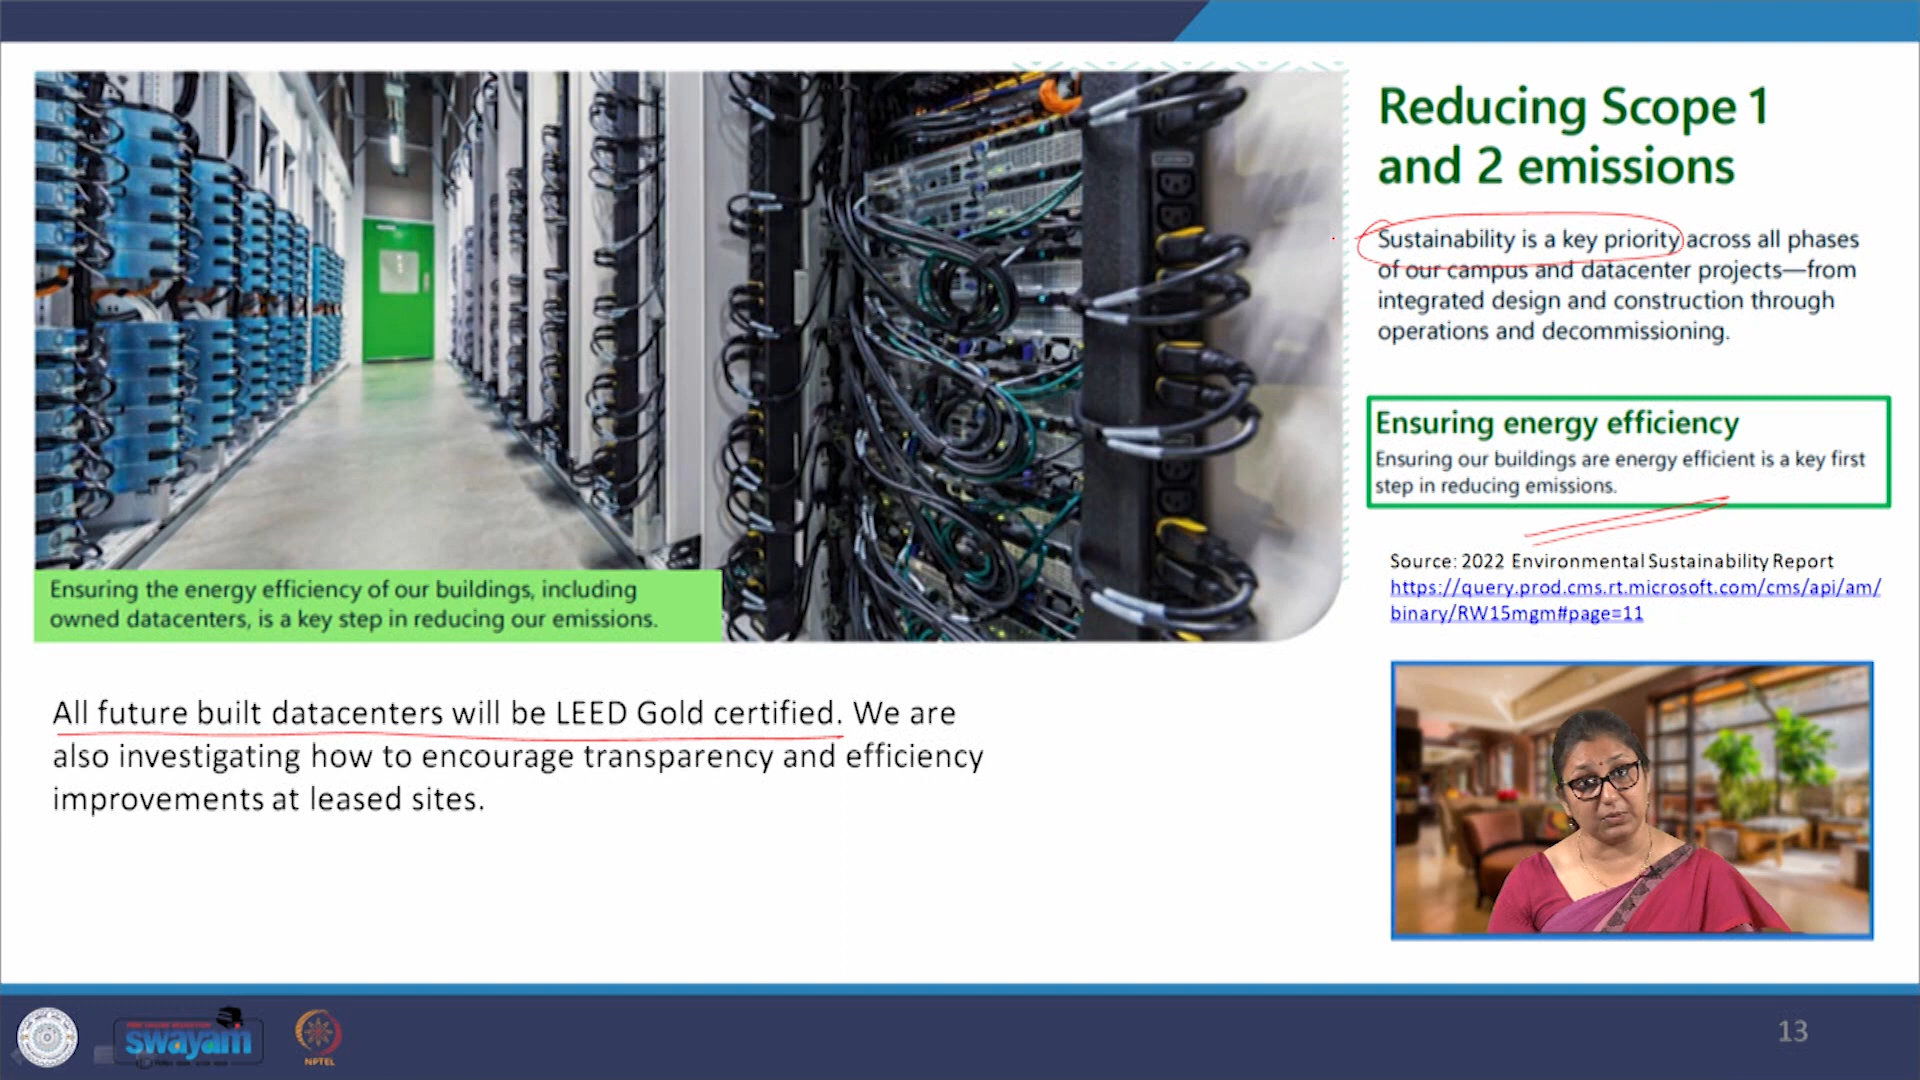 Reducing Scope 1
and 2 emissions
Sustainability is a key priority across all phases
of our campus and datacenter projects—from
integrated design and construction through
operations and decommissioning.
Ensuring energy efficiency
Ensuring our buildings are energy efficient is a key first
step in reducing emissions.
Source: 2022 Environmental Sustainability Report
https://query.prod.cms.rt.microsoft.com/cms/api/am/
binary/RW15mgm#page=11
Ensuring the energy efficiency of our buildings, including
owned datacenters, is a key step in reducing our emissions.
All future built datacenters will be LEED Gold certified. We are
also investigating how to encourage transparency and efficiency
improvements at leased sites.
swayam
NPTEL
13